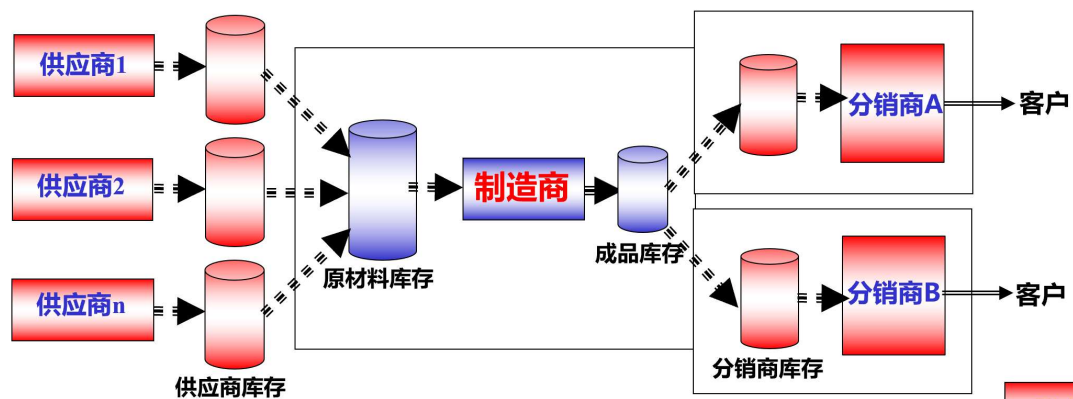 供应商1
供应商2
供应商n
供应商库存
原材料库存
制造商
成品库存
分销商A
客户
分销商B
客户
分销商库存